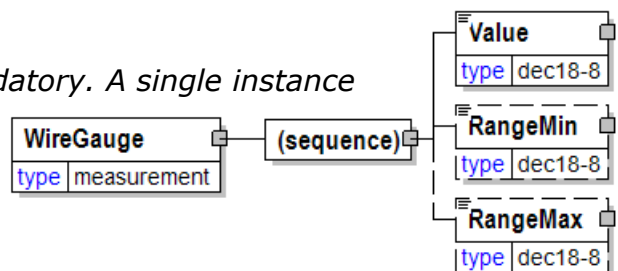 Value
type dec18-8
datory. A single instance
WireGauge
type measurement
(sequence)
RangeMin
type dec18-8
RangeMax
type dec18-8